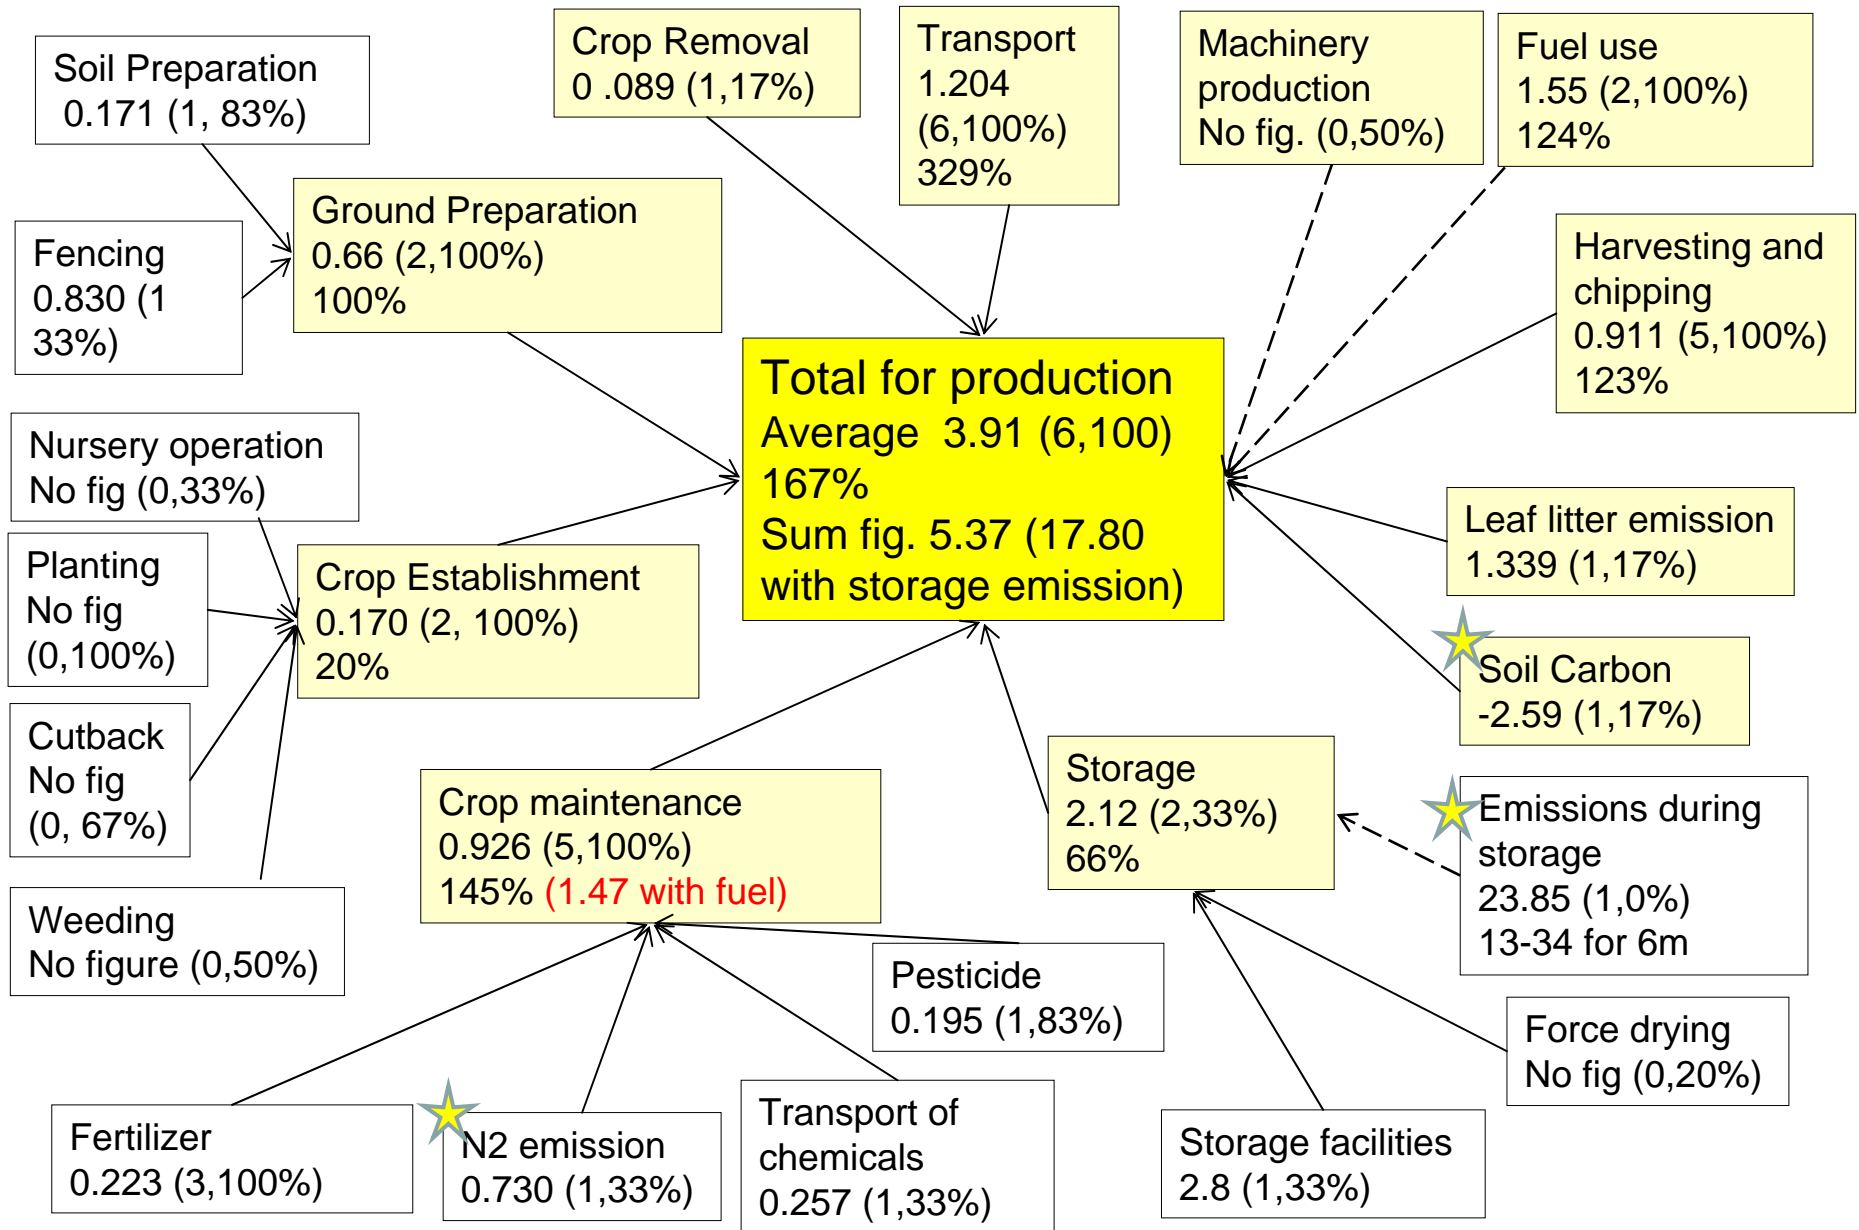 Soil Preparation
0.171 (1, 83%)
Crop Removal
0 .089 (1,17%)
Transport
1.204
(6,100%)
329%
Machinery
production
No fig. (0,50%)
Fuel use
1.55 (2,100%)
124%
Fencing
0.830 (1
33%)
Ground Preparation
0.66 (2,100%)
100%
Harvesting and
chipping
0.911 (5,100%)
123%
Total for production
Average  3.91 (6,100)
167%
Sum fig. 5.37 (17.80
with storage emission)
Nursery operation
No fig (0,33%)
Planting
No fig
(0,100%)
Crop Establishment
0.170 (2, 100%)
20%
Leaf litter emission
1.339 (1,17%)
Soil Carbon
-2.59 (1,17%)
Cutback
No fig
(0, 67%)
Weeding
No figure (0,50%)
Crop maintenance
0.926 (5,100%)
145% (1.47 with fuel)
Storage
2.12 (2,33%)
66%
Emissions during
storage
23.85 (1,0%)
13-34 for 6m
Pesticide
0.195 (1,83%)
Force drying
No fig (0,20%)
Fertilizer
0.223 (3,100%)
N2 emission
0.730 (1,33%)
Transport of
chemicals
0.257 (1,33%)
Storage facilities
2.8 (1,33%)